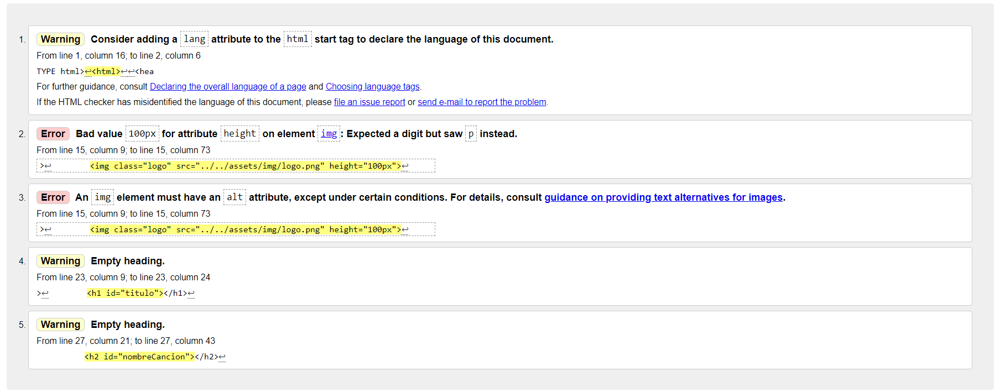 1. Warning Consider adding a lang attribute to the html start tag to declare the language of this document.
From line 1, column 16; to line 2, column 6
TYPE html>↩<html>↩↩<hea
For further guidance, consult Declaring the overall language of a page and Choosing language tags.
If the HTML checker has misidentified the language of this document, please file an issue report or send e-mail to report the problem.
2. Error Bad value 100px for attribute height on element img: Expected a digit but saw p instead.
From line 15, column 9; to line 15, column 73
>↩ <img class="logo" src="../../assets/img/logo.png" height="100px">↩
3. Error An img element must have an alt attribute, except under certain conditions. For details, consult guidance on providing text alternatives for images.
From line 15, column 9; to line 15, column 73
>↩ <img class="logo" src="../../assets/img/logo.png" height="100px">↩
4. Warning Empty heading.
From line 23, column 9; to line 23, column 24
>↩ <h1 id="titulo"></h1>↩
5. Warning Empty heading.
From line 27, column 21; to line 27, column 43
<h2 id="nombreCancion"></h2>↩